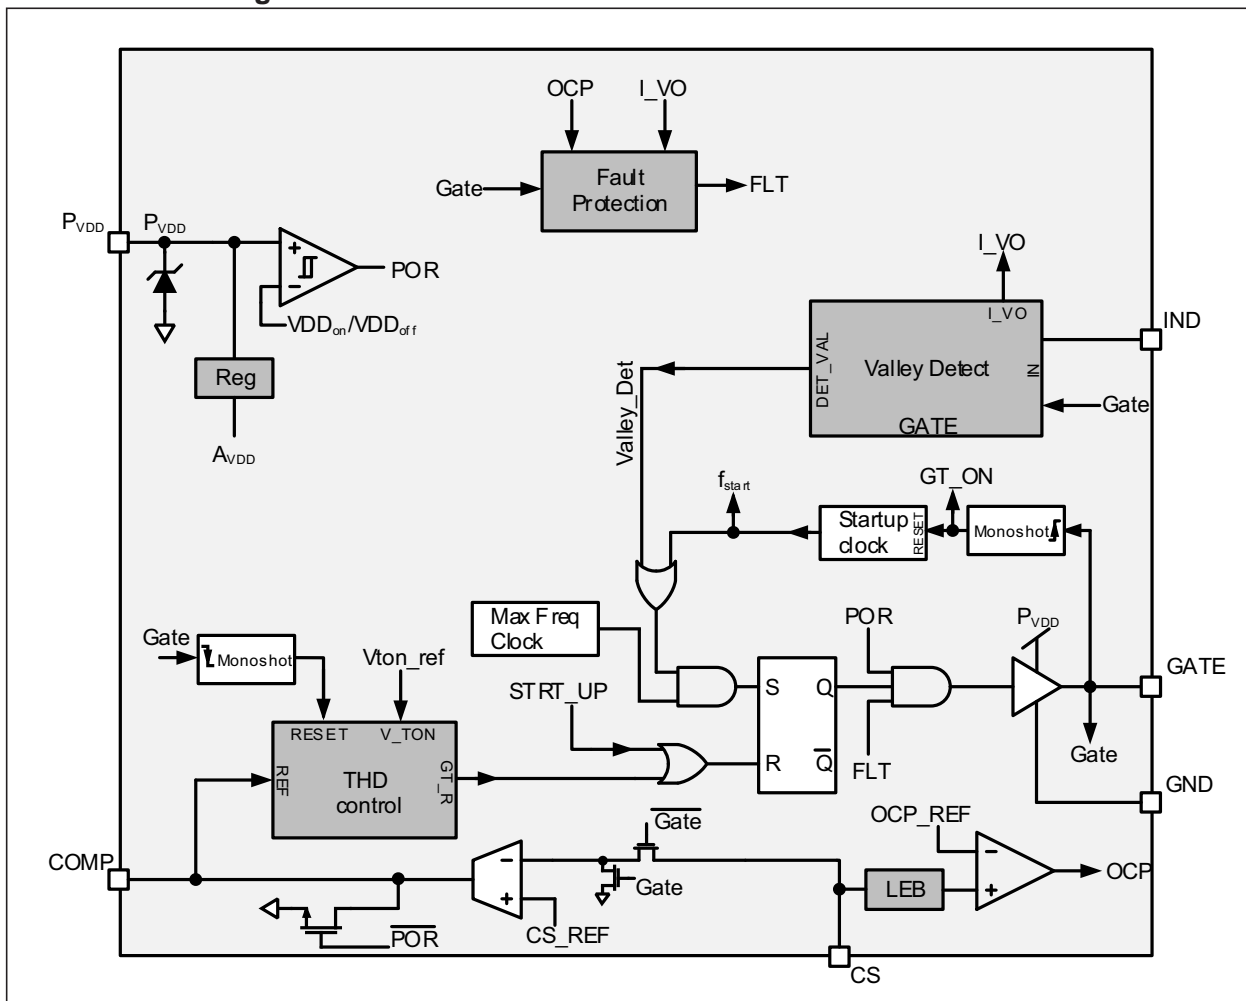 OCP
I_VO
Gate
Fault
Protection
FLT
PVDD
PVDD
POR
VDDon/VDDoff
Reg
AVDD
I_VO
I_VO
DET_VAL
Valley Detect
IN
GATE
IND
Gate
Valley_Det
fstart
GT_ON
Startup
clock
RESET
Monoshot
Max Freq
Clock
POR
PVDD
Gate
Monoshot
Vton_ref
STRT_UP
S
Q
R
Q
FLT
GATE
Gate
GND
RESET
V_TON
REF
THD
control
GT_R
COMP
Gate
Gate
CS_REF
POR
OCP_REF
LEB
OCP
CS